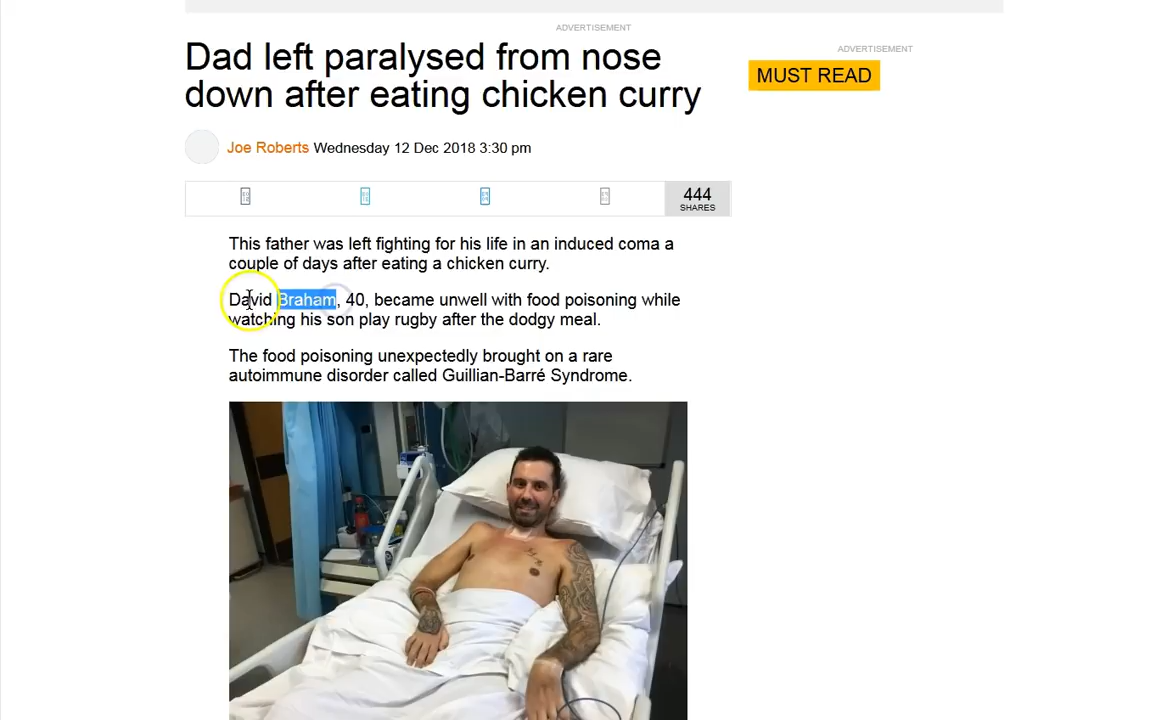 ADVERTISEMENT
Dad left paralysed from nose
down after eating chicken curry
ADVERTISEMENT
MUST READ
Joe Roberts Wednesday 12 Dec 2018 3:30 pm
444
SHARES
This father was left fighting for his life in an induced coma a
couple of days after eating a chicken curry.
David Braham, 40, became unwell with food poisoning while
watching his son play rugby after the dodgy meal.
The food poisoning unexpectedly brought on a rare
autoimmune disorder called Guillian-Barré Syndrome.